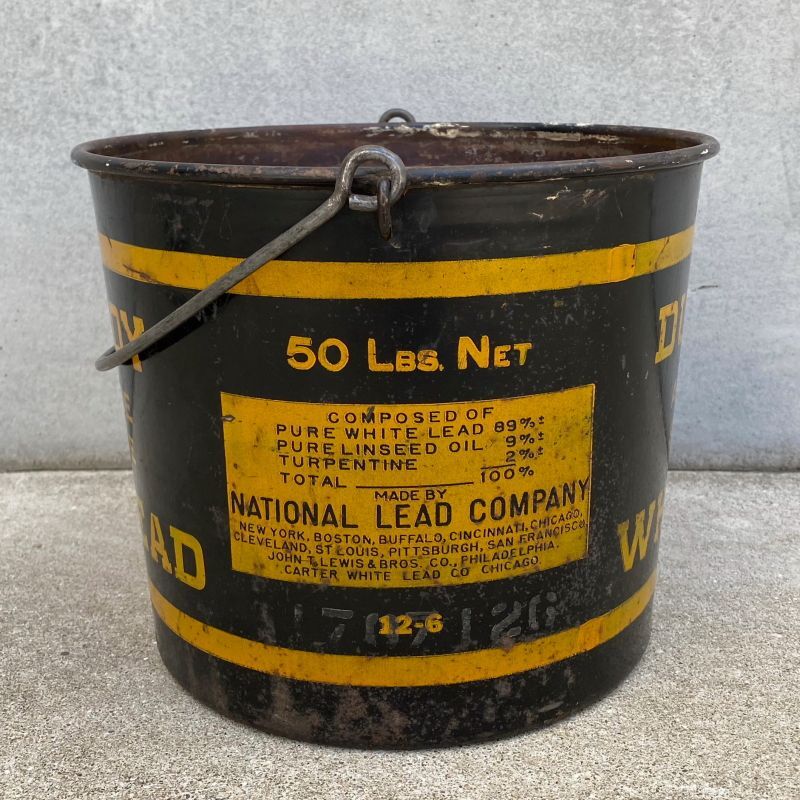 50 LBS. NET
COMPOSED OF
PURE WHITE LEAD 89%±
PURE LINSEED OIL 9%±
TURPENTINE 2%±
TOTAL 100%
MADE BY
NATIONAL LEAD COMPANY
NEW YORK, BOSTON, BUFFALO, CINCINNATI, CHICAGO,
CLEVELAND, ST LOUIS, PITTSBURGH, SAN FRANCISCO,
JOHN T. LEWIS & BROS. CO., PHILADELPHIA.
CARTER WHITE LEAD CO CHICAGO.
12-6